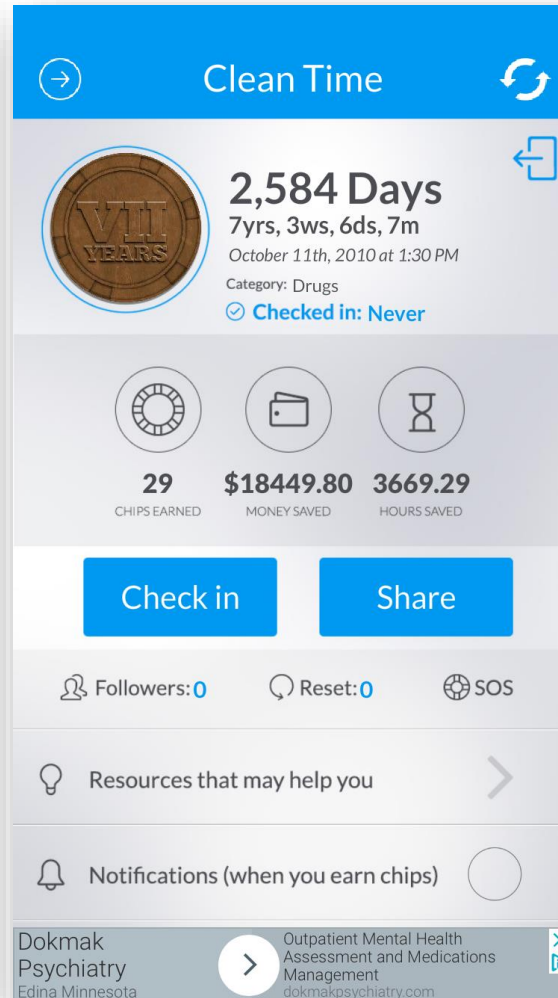 Clean Time
VII
YEARS
2,584 Days
7yrs, 3ws, 6ds, 7m
October 11th, 2010 at 1:30 PM
Category: Drugs
Checked in: Never
29
CHIPS EARNED
$18449.80
MONEY SAVED
3669.29
HOURS SAVED
Check in
Share
Followers: 0
Reset: 0
SOS
Resources that may help you
Notifications (when you earn chips)
Dokmak
Psychiatry
Edina Minnesota
Outpatient Mental Health
Assessment and Medications
Management
dokmakpsychiatry.com